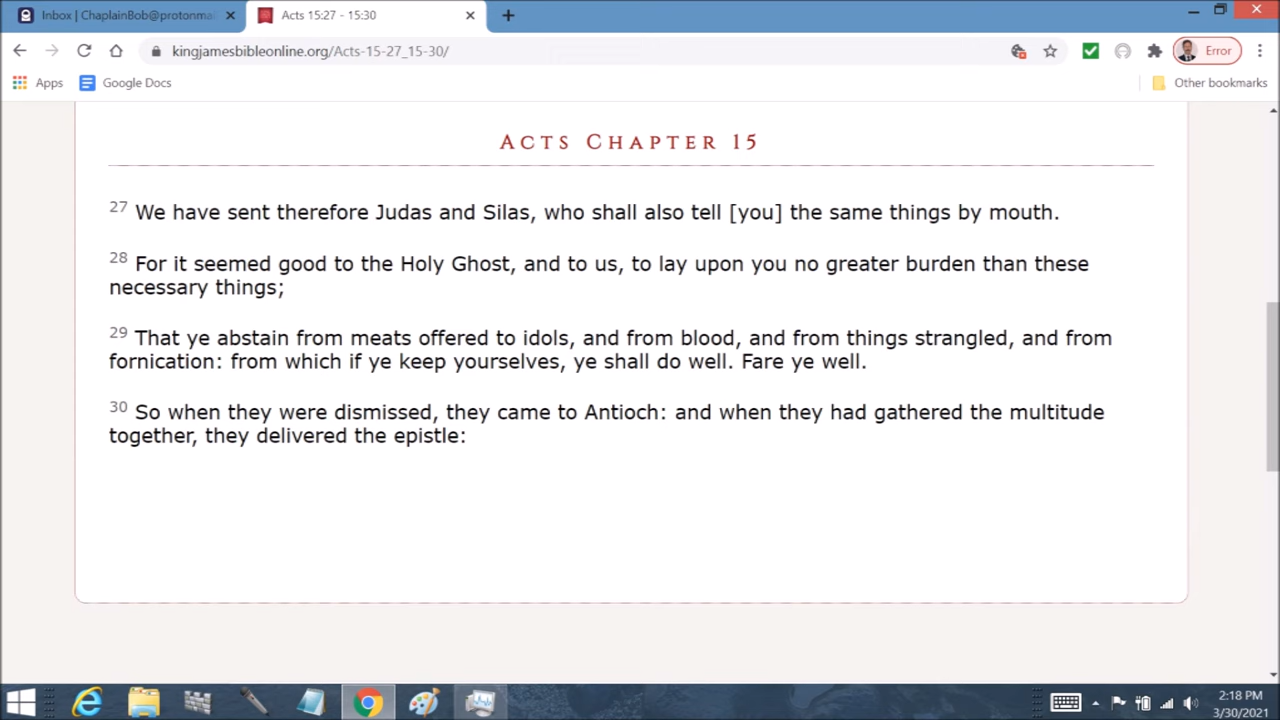 Inbox | ChaplainBob@protonmai
Acts 15:27 - 15:30
kingjamesbibleonline.org/Acts-15-27_15-30/
Error
Apps
Google Docs
Other bookmarks
ACTS CHAPTER 15
27 We have sent therefore Judas and Silas, who shall also tell [you] the same things by mouth.
28 For it seemed good to the Holy Ghost, and to us, to lay upon you no greater burden than these
necessary things;
29 That ye abstain from meats offered to idols, and from blood, and from things strangled, and from
fornication: from which if ye keep yourselves, ye shall do well. Fare ye well.
30 So when they were dismissed, they came to Antioch: and when they had gathered the multitude
together, they delivered the epistle:
2:18 PM
3/30/2021